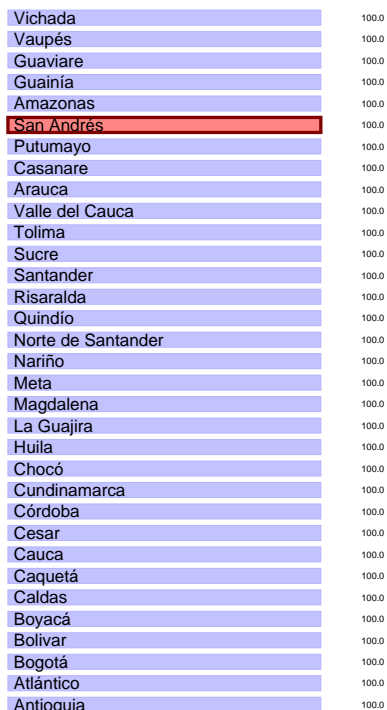 Vichada 100.0
Vaupés 100.0
Guaviare 100.0
Guainía 100.0
Amazonas 100.0
San Andrés 100.0
Putumayo 100.0
Casanare 100.0
Arauca 100.0
Valle del Cauca 100.0
Tolima 100.0
Sucre 100.0
Santander 100.0
Risaralda 100.0
Quindío 100.0
Norte de Santander 100.0
Nariño 100.0
Meta 100.0
Magdalena 100.0
La Guajira 100.0
Huila 100.0
Chocó 100.0
Cundinamarca 100.0
Córdoba 100.0
Cesar 100.0
Cauca 100.0
Caquetá 100.0
Caldas 100.0
Boyacá 100.0
Bolivar 100.0
Bogotá 100.0
Atlántico 100.0
Antioquia 100.0